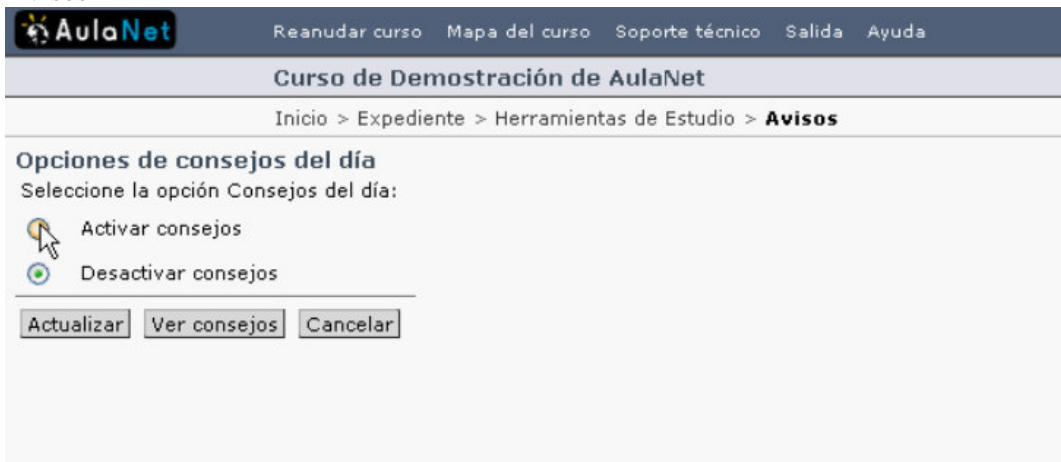 AulaNet Reanudar curso Mapa del curso Soporte técnico Salida Ayuda
Curso de Demostración de AulaNet
Inicio > Expediente > Herramientas de Estudio > Avisos
Opciones de consejos del día
Seleccione la opción Consejos del día:
Activar consejos
Desactivar consejos
Actualizar Ver consejos Cancelar